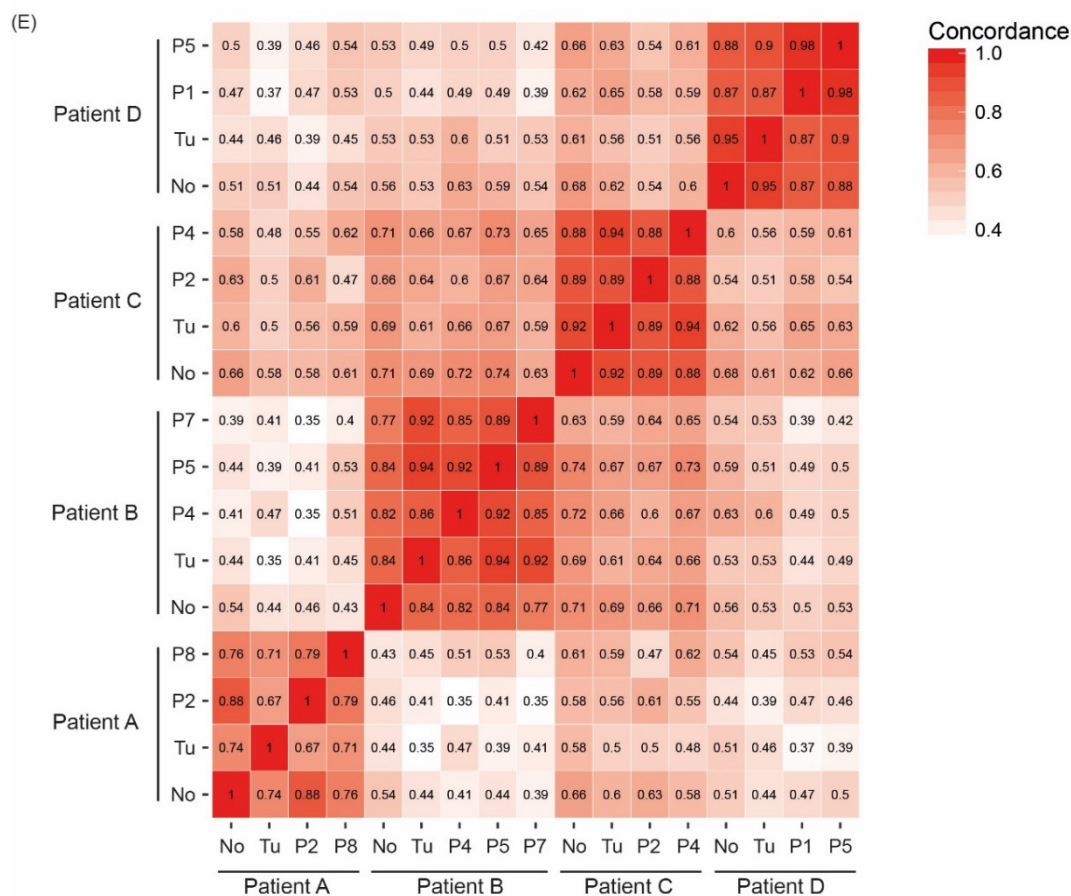 (E)
Concordance
1.0
0.8
0.6
0.4
Patient D
P5 0.5 0.39 0.46 0.54 0.53 0.49 0.5 0.5 0.42 0.66 0.63 0.54 0.61 0.88 0.9 0.98 1
P1 0.47 0.37 0.47 0.53 0.5 0.44 0.49 0.49 0.39 0.62 0.65 0.58 0.59 0.87 0.87 1 0.98
Tu 0.44 0.46 0.39 0.45 0.53 0.53 0.6 0.51 0.53 0.61 0.56 0.51 0.56 0.95 1 0.87 0.9
No 0.51 0.51 0.44 0.54 0.56 0.53 0.63 0.59 0.54 0.68 0.62 0.54 0.6 1 0.95 0.87 0.88
Patient C
P4 0.58 0.48 0.55 0.62 0.71 0.66 0.67 0.73 0.65 0.88 0.94 0.88 1 0.6 0.56 0.59 0.61
P2 0.63 0.5 0.61 0.47 0.66 0.64 0.6 0.67 0.64 0.89 0.89 1 0.88 0.54 0.51 0.58 0.54
Tu 0.6 0.5 0.56 0.59 0.69 0.61 0.66 0.67 0.59 0.92 1 0.89 0.94 0.62 0.56 0.65 0.63
No 0.66 0.58 0.58 0.61 0.71 0.69 0.72 0.74 0.63 1 0.92 0.89 0.88 0.68 0.61 0.62 0.66
Patient B
P7 0.39 0.41 0.35 0.4 0.77 0.92 0.85 0.89 1 0.63 0.59 0.64 0.65 0.54 0.53 0.39 0.42
P5 0.44 0.39 0.41 0.53 0.84 0.94 0.92 1 0.89 0.74 0.67 0.67 0.73 0.59 0.51 0.49 0.5
P4 0.41 0.47 0.35 0.51 0.82 0.86 1 0.92 0.85 0.72 0.66 0.6 0.67 0.63 0.6 0.49 0.5
Tu 0.44 0.35 0.41 0.45 0.84 1 0.86 0.94 0.92 0.69 0.61 0.64 0.66 0.53 0.53 0.44 0.49
No 0.54 0.44 0.46 0.43 1 0.84 0.82 0.84 0.77 0.71 0.69 0.66 0.71 0.56 0.53 0.5 0.53
Patient A
P8 0.76 0.71 0.79 1 0.43 0.45 0.51 0.53 0.4 0.61 0.59 0.47 0.62 0.54 0.45 0.53 0.54
P2 0.88 0.67 1 0.79 0.46 0.41 0.35 0.41 0.35 0.58 0.56 0.61 0.55 0.44 0.39 0.47 0.46
Tu 0.74 1 0.67 0.71 0.44 0.35 0.47 0.39 0.41 0.58 0.5 0.5 0.48 0.51 0.46 0.37 0.39
No 1 0.74 0.88 0.76 0.54 0.44 0.41 0.44 0.39 0.66 0.6 0.63 0.58 0.51 0.44 0.47 0.5
No Tu P2 P8 No Tu P4 P5 P7 No Tu P2 P4 No Tu P1 P5
Patient A Patient B Patient C Patient D